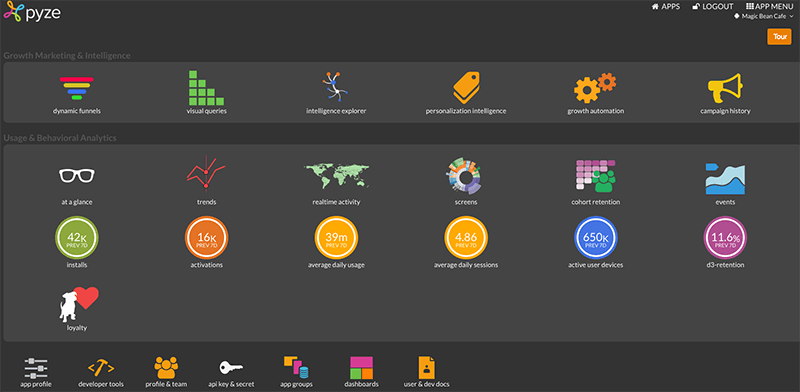 pyze
APPS LOGOUT APP MENU
Magic Bean Cafe
Tour
Growth Marketing & Intelligence
dynamic funnels visual queries intelligence explorer personalization intelligence growth automation campaign history
Usage & Behavioral Analytics
at a glance trends realtime activity screens cohort retention events
42K 16K 39m 4.86 650K 11.6%
PREV 7D PREV 7D PREV 7D PREV 7D PREV 7D PREV 7D
installs activations average daily usage average daily sessions active user devices d3-retention
loyalty
app profile developer tools profile & team api key & secret app groups dashboards user & dev docs